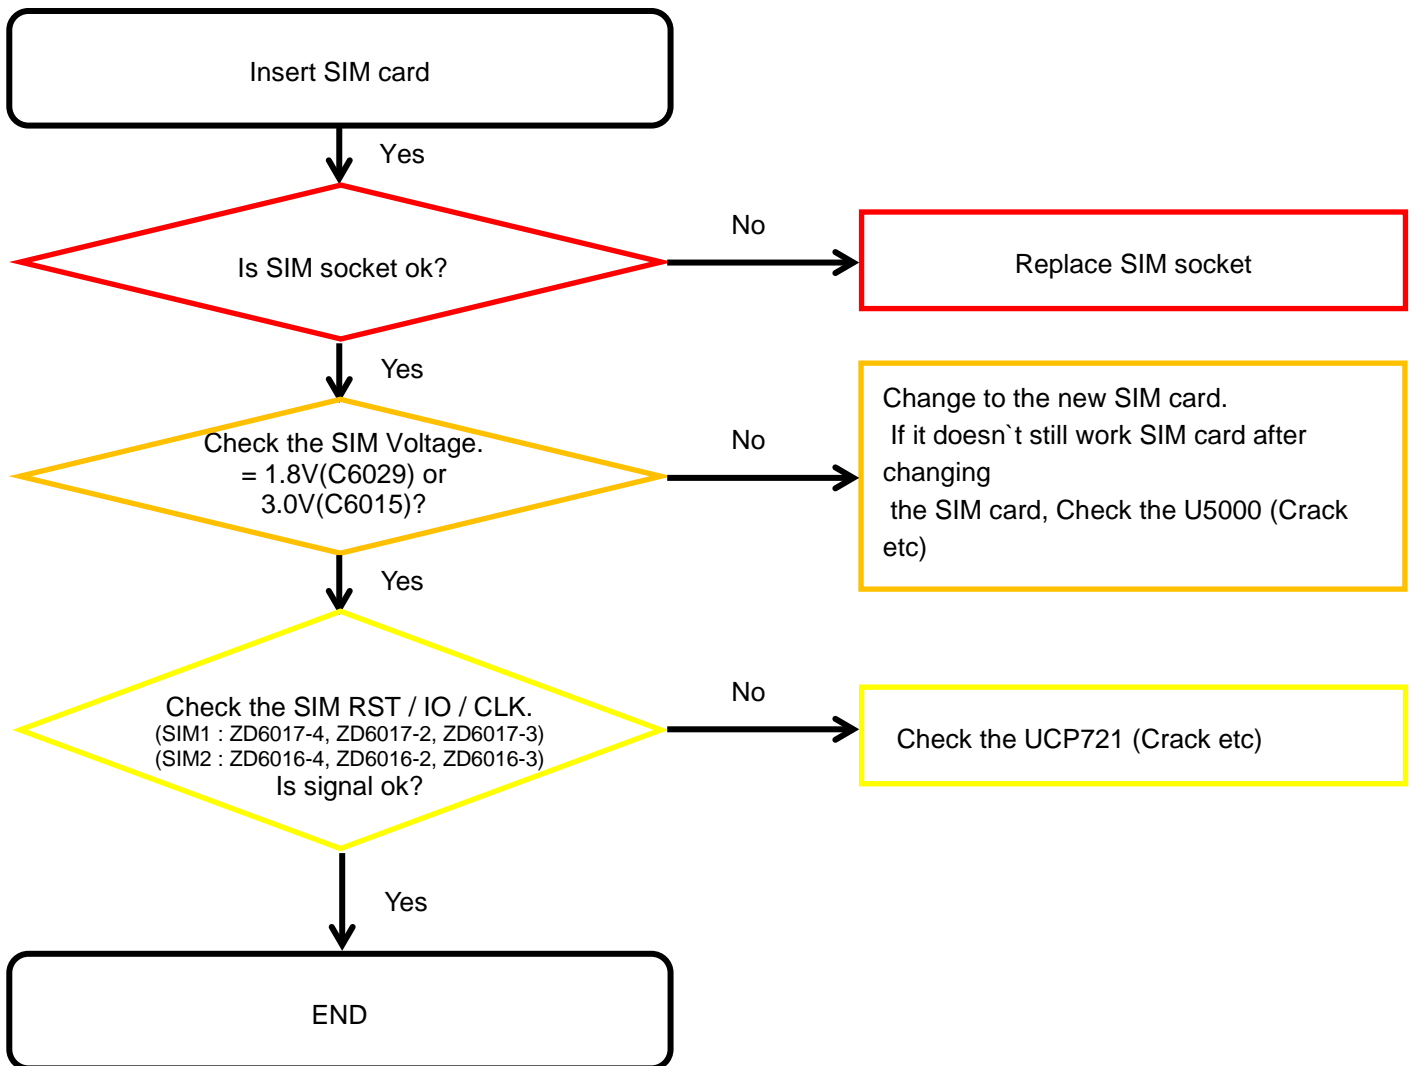 Insert SIM card
Yes
Is SIM socket ok?
No
Replace SIM socket
Yes
Check the SIM Voltage.
= 1.8V(C6029) or
3.0V(C6015)?
No
Change to the new SIM card.
If it doesn`t still work SIM card after
changing
the SIM card, Check the U5000 (Crack
etc)
Yes
Check the SIM RST / IO / CLK.
(SIM1 : ZD6017-4, ZD6017-2, ZD6017-3)
(SIM2 : ZD6016-4, ZD6016-2, ZD6016-3)
Is signal ok?
No
Check the UCP721 (Crack etc)
Yes
END